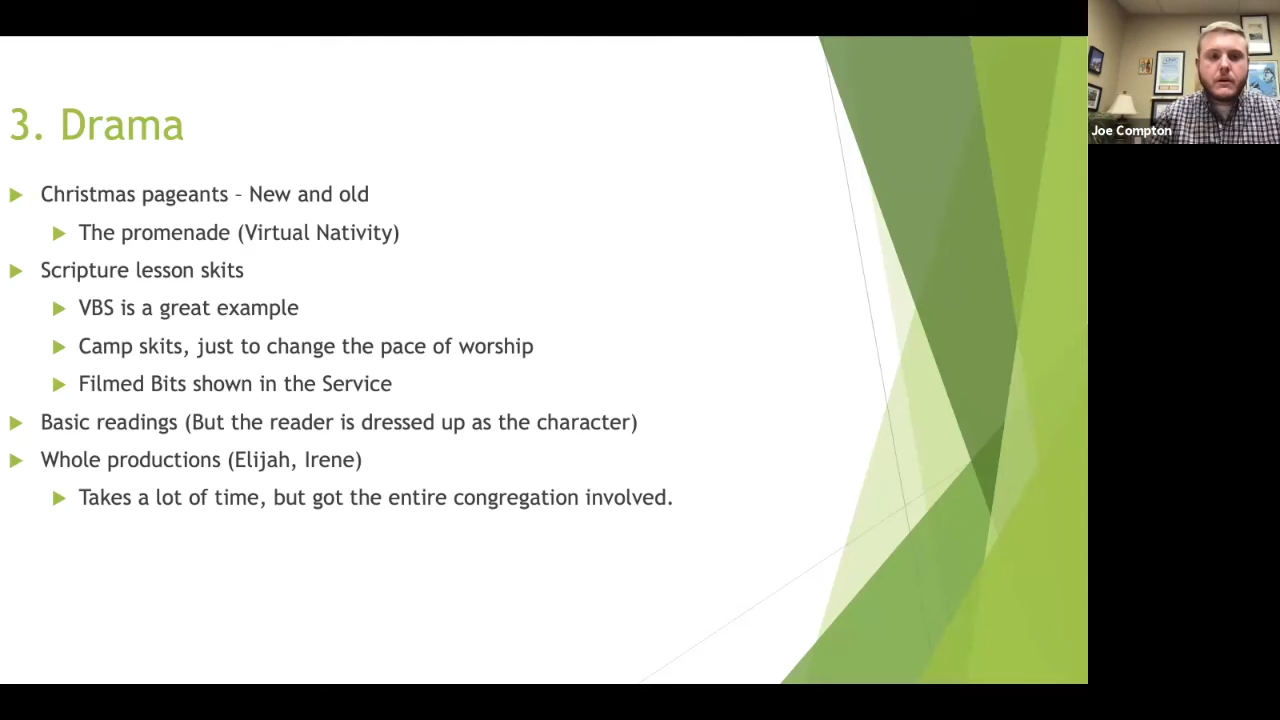 3. Drama
Christmas pageants – New and old
The promenade (Virtual Nativity)
Scripture lesson skits
VBS is a great example
Camp skits, just to change the pace of worship
Filmed Bits shown in the Service
Basic readings (But the reader is dressed up as the character)
Whole productions (Elijah, Irene)
Takes a lot of time, but got the entire congregation involved.
Joe Compton